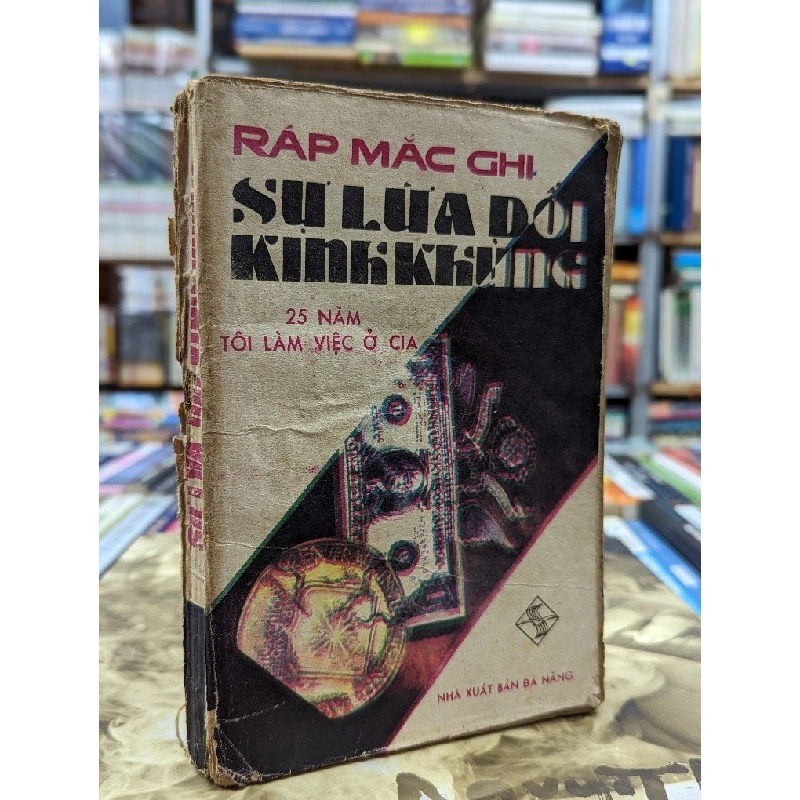 RÁP MẮC GHI
SỰ LỪA DỐI
KINH KHỦNG
25 NĂM
TÔI LÀM VIỆC Ở CIA
NHÀ XUẤT BẢN ĐÀ NẴNG